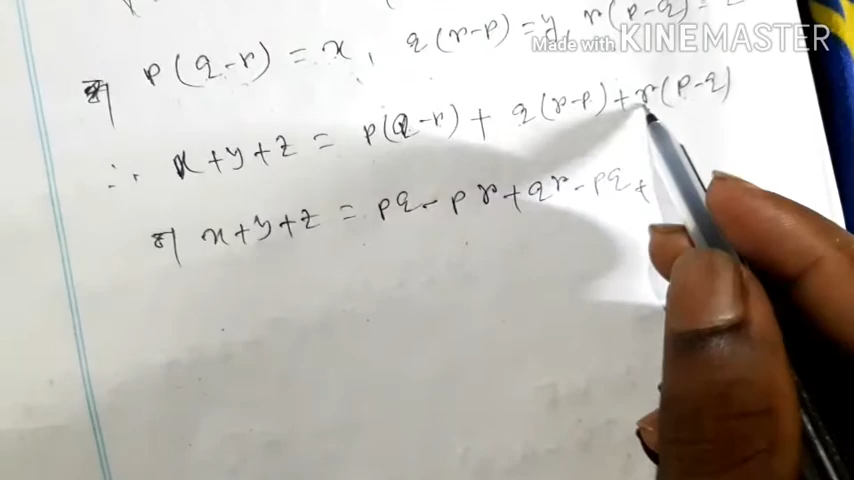 বা p(q-r) = x, q(r-p) = y, r(p-q) = z
Made with KINEMASTER
∴ x+y+z = p(q-r) + q(r-p) + r(p-q)
বা x+y+z = pq - pr + qr - pq +